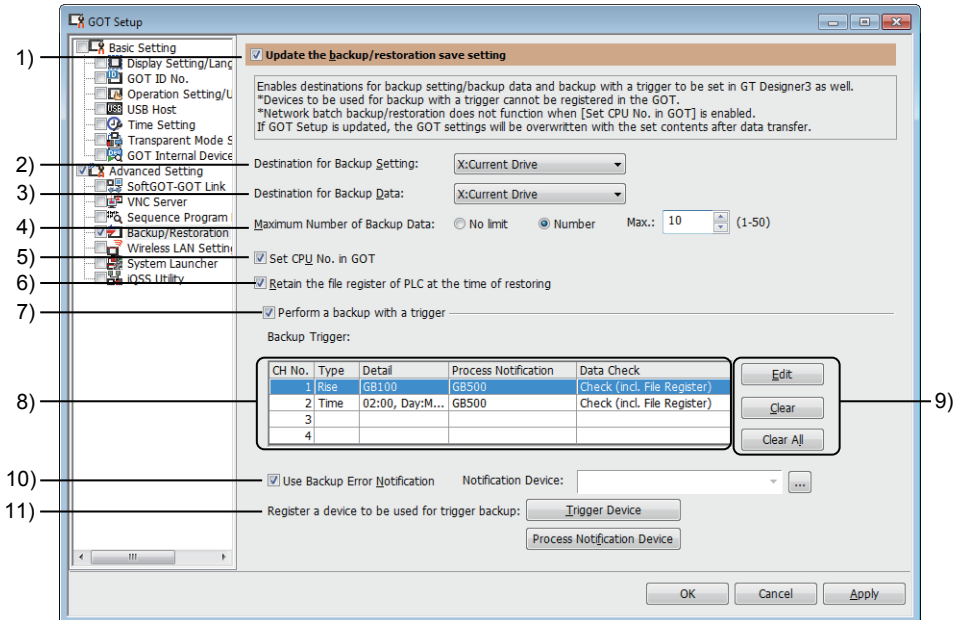 GOT Setup
Basic Setting
Display Setting/Lang
GOT ID No.
Operation Setting/U
USB Host
Time Setting
Transparent Mode S
GOT Internal Device
Advanced Setting
SoftGOT-GOT Link
VNC Server
Sequence Program
Backup/Restoration
Wireless LAN Settin
System Launcher
iQSS Utility
1)
Update the backup/restoration save setting
Enables destinations for backup setting/backup data and backup with a trigger to be set in GT Designer3 as well.
*Devices to be used for backup with a trigger cannot be registered in the GOT.
*Network batch backup/restoration does not function when [Set CPU No. in GOT] is enabled.
If GOT Setup is updated, the GOT settings will be overwritten with the set contents after data transfer.
2)
Destination for Backup Setting: X:Current Drive
3)
Destination for Backup Data: X:Current Drive
4)
Maximum Number of Backup Data: No limit Number Max.: 10 (1-50)
5)
Set CPU No. in GOT
6)
Retain the file register of PLC at the time of restoring
7)
Perform a backup with a trigger
Backup Trigger:
8)
CH No. Type Detail Process Notification Data Check
1 Rise GB100 GB500 Check (incl. File Register)
2 Time 02:00, Day:M... GB500 Check (incl. File Register)
3
4
Edit
Clear
Clear All
9)
10)
Use Backup Error Notification Notification Device: ...
11)
Register a device to be used for trigger backup: Trigger Device
Process Notification Device
OK Cancel Apply